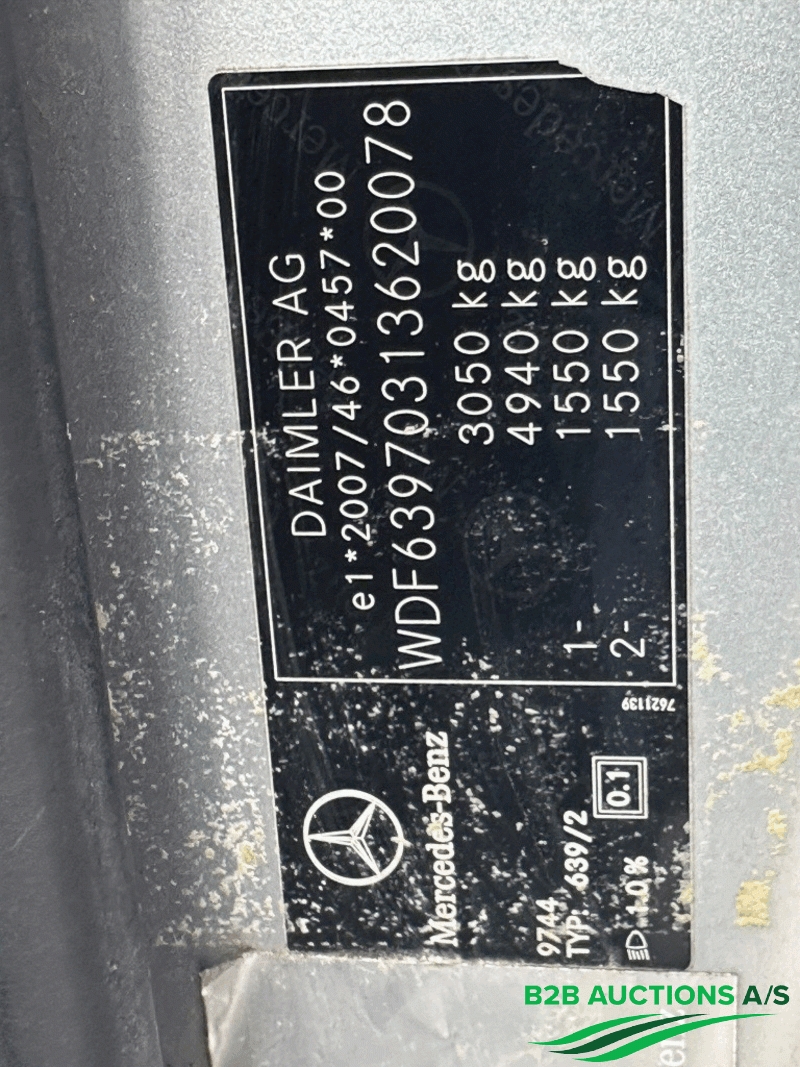 DAIMLER AG
e1*2007/46*0457*00
WDF63970313620078
3050 kg
4940 kg
1- 1550 kg
2- 1550 kg
7621139
Mercedes-Benz
9744
TYP: 639/2
0.1
1.0 %
B2B AUCTIONS A/S